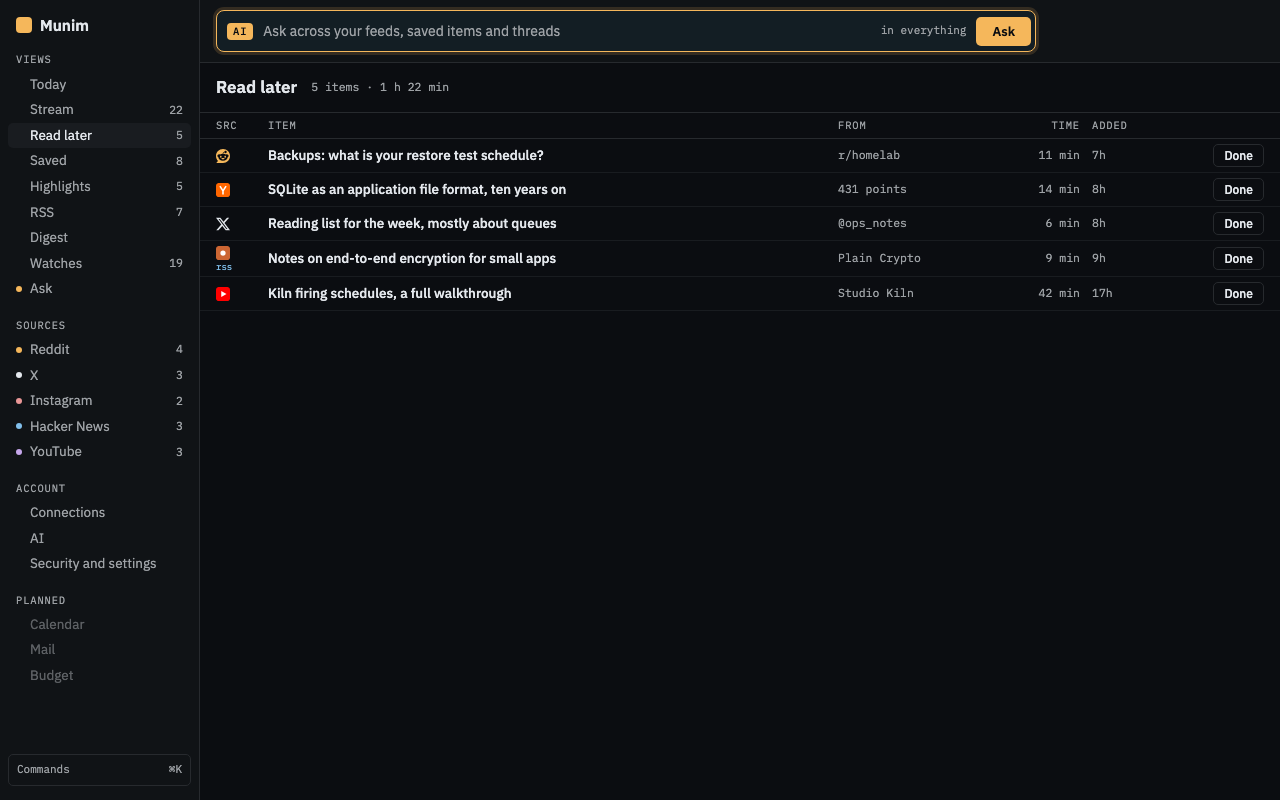 Munim
VIEWS
Today
Stream 22
Read later 5
Saved 8
Highlights 5
RSS 7
Digest
Watches 19
Ask
SOURCES
Reddit 4
X 3
Instagram 2
Hacker News 3
YouTube 3
ACCOUNT
Connections
AI
Security and settings
PLANNED
Calendar
Mail
Budget
Commands ⌘K
AI Ask across your feeds, saved items and threads in everything Ask
Read later 5 items · 1 h 22 min
SRC ITEM FROM TIME ADDED
Backups: what is your restore test schedule? r/homelab 11 min 7h Done
Y SQLite as an application file format, ten years on 431 points 14 min 8h Done
X Reading list for the week, mostly about queues @ops_notes 6 min 8h Done
rss Notes on end-to-end encryption for small apps Plain Crypto 9 min 9h Done
Kiln firing schedules, a full walkthrough Studio Kiln 42 min 17h Done